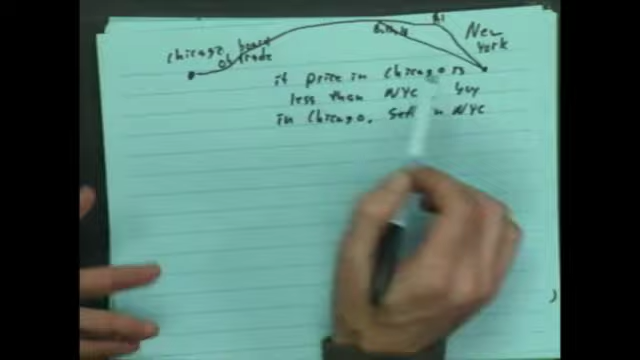 New
York
Chicago board
of trade
if price in Chicago is
less than NYC buy
in Chicago. Sell in NYC